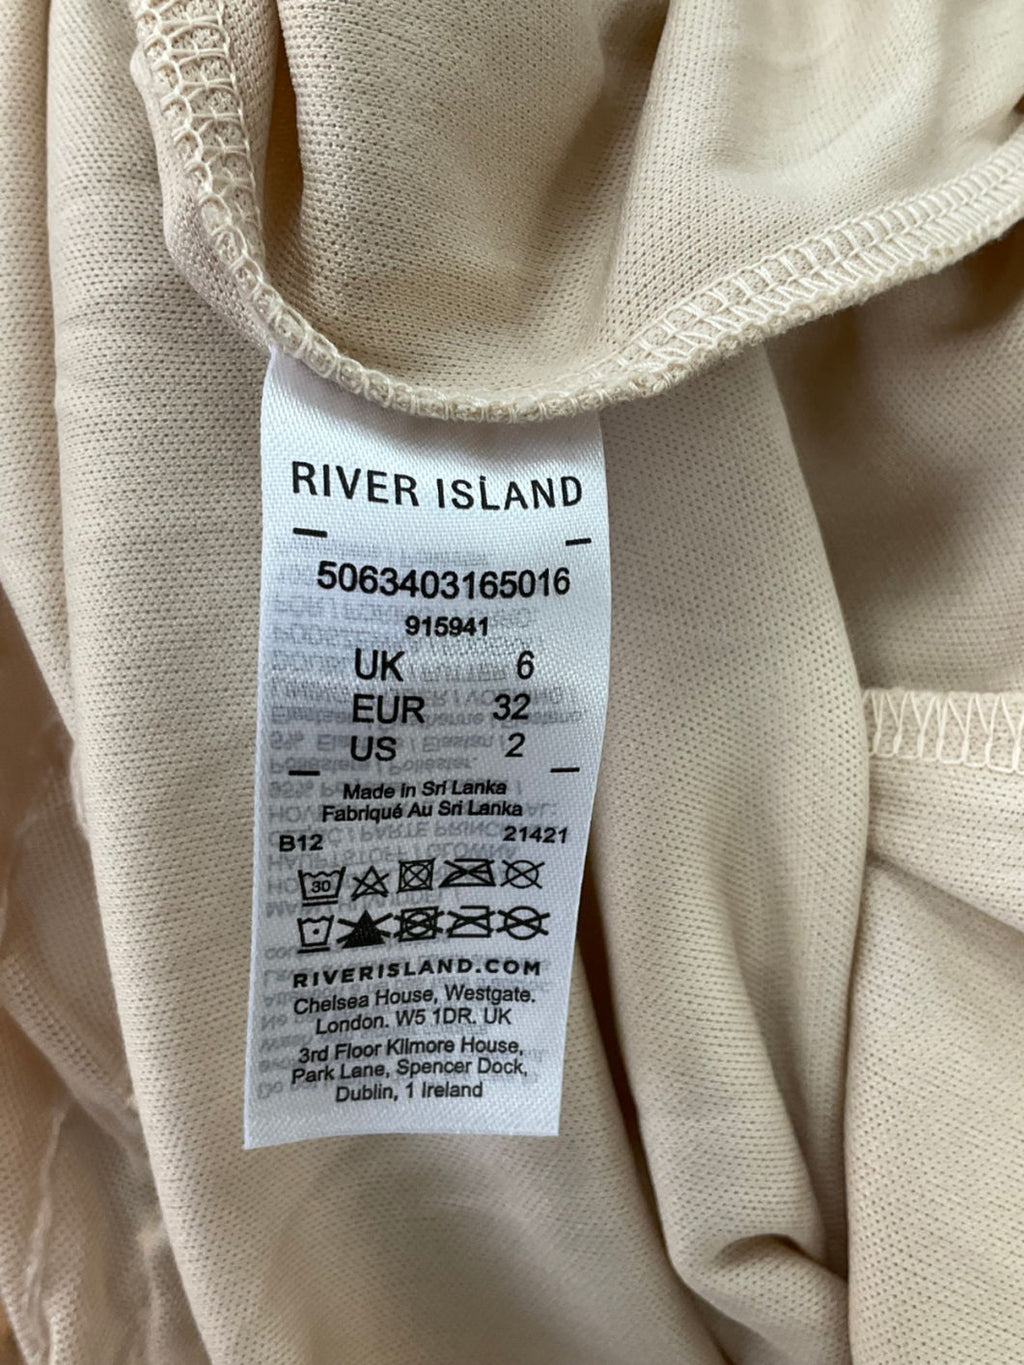 RIVER ISLAND
5063403165016
915941
UK 6
EUR 32
US 2
Made in Sri Lanka
Fabriqué Au Sri Lanka
B12 21421
30
RIVERISLAND.COM
Chelsea House, Westgate.
London. W5 1DR. UK
3rd Floor Kilmore House,
Park Lane, Spencer Dock,
Dublin, 1 Ireland